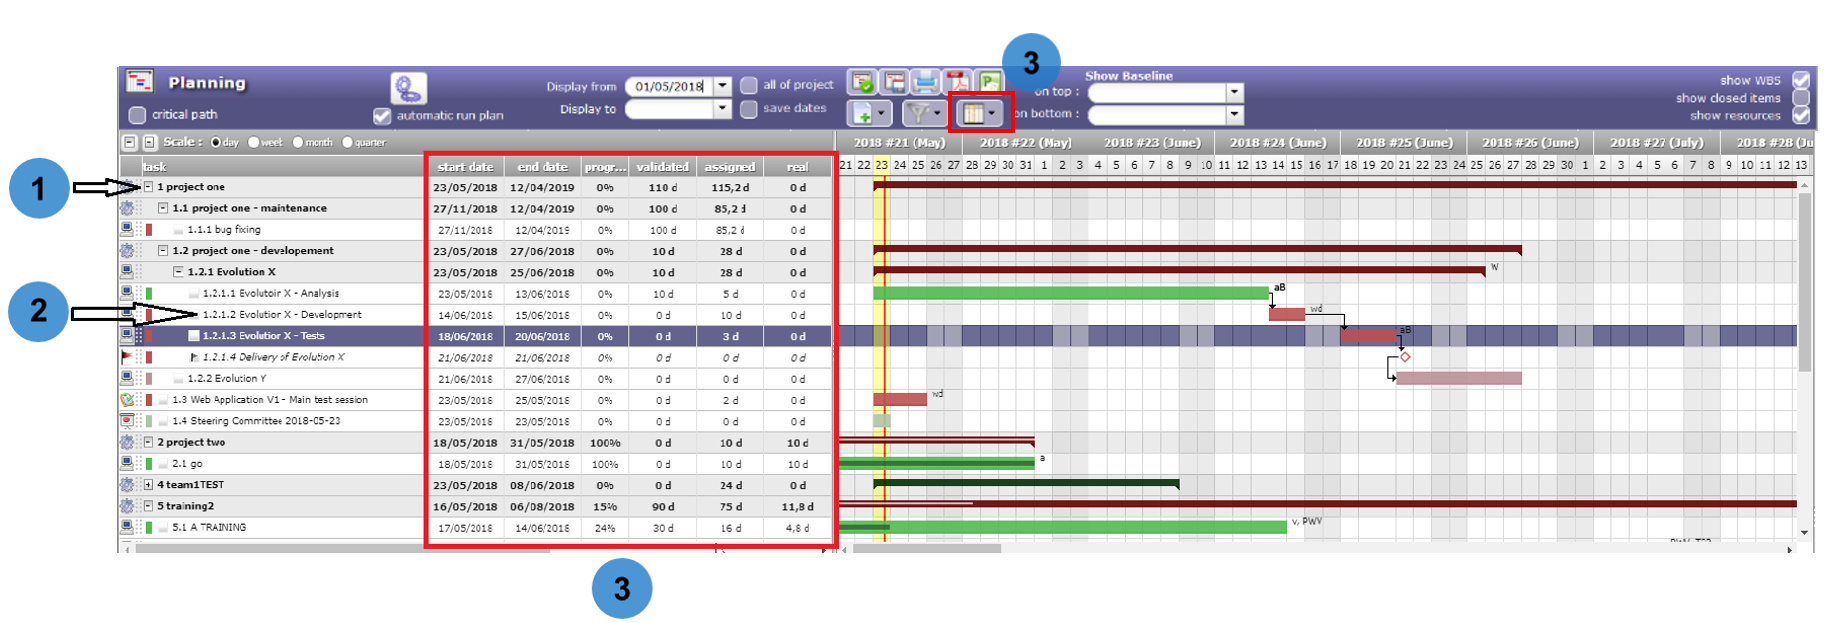 3
Planning
critical path
automatic run plan
Display from 01/05/2018
Display to
all of project
save dates
Show Baseline
on top :
on bottom :
show WBS
show closed items
show resources
Scale : day week month quarter
2018 #21 (May) 2018 #22 (May) 2018 #23 (June) 2018 #24 (June) 2018 #25 (June) 2018 #26 (June) 2018 #27 (July) 2018 #28 (Ju
task start date end date progr... validated assigned real
21 22 23 24 25 26 27 28 29 30 31 1 2 3 4 5 6 7 8 9 10 11 12 13 14 15 16 17 18 19 20 21 22 23 24 25 26 27 28 29 30 1 2 3 4 5 6 7 8 9 10 11 12 13
1
1 project one 23/05/2018 12/04/2019 0% 110 d 115,2 d 0 d
1.1 project one - maintenance 27/11/2018 12/04/2019 0% 100 d 85,2 d 0 d
1.1.1 bug fixing 27/11/2018 12/04/2019 0% 100 d 85,2 d 0 d
1.2 project one - developement 23/05/2018 27/06/2018 0% 10 d 28 d 0 d
1.2.1 Evolution X 23/05/2018 25/06/2018 0% 10 d 28 d 0 d W
1.2.1.1 Evolutoir X - Analysis 23/05/2018 13/06/2018 0% 10 d 5 d 0 d aB
2
1.2.1.2 Evolution X - Development 14/06/2018 15/06/2018 0% 0 d 10 d 0 d wd
1.2.1.3 Evolution X - Tests 18/06/2018 20/06/2018 0% 0 d 3 d 0 d aB
1.2.1.4 Delivery of Evolution X 21/06/2018 21/06/2018 0% 0 d 0 d 0 d
1.2.2 Evolution Y 21/06/2018 27/06/2018 0% 0 d 0 d 0 d
1.3 Web Application V1 - Main test session 23/05/2018 25/05/2018 0% 0 d 2 d 0 d wd
1.4 Steering Committee 2018-05-23 23/05/2018 23/05/2018 0% 0 d 0 d 0 d
2 project two 18/05/2018 31/05/2018 100% 0 d 10 d 10 d
2.1 go 18/05/2018 31/05/2018 100% 0 d 10 d 10 d a
4 team1TEST 23/05/2018 08/06/2018 0% 0 d 24 d 0 d
5 training2 16/05/2018 06/08/2018 15% 90 d 75 d 11,8 d
5.1 A TRAINING 17/05/2018 14/06/2018 24% 30 d 16 d 4,8 d v, PWV
3